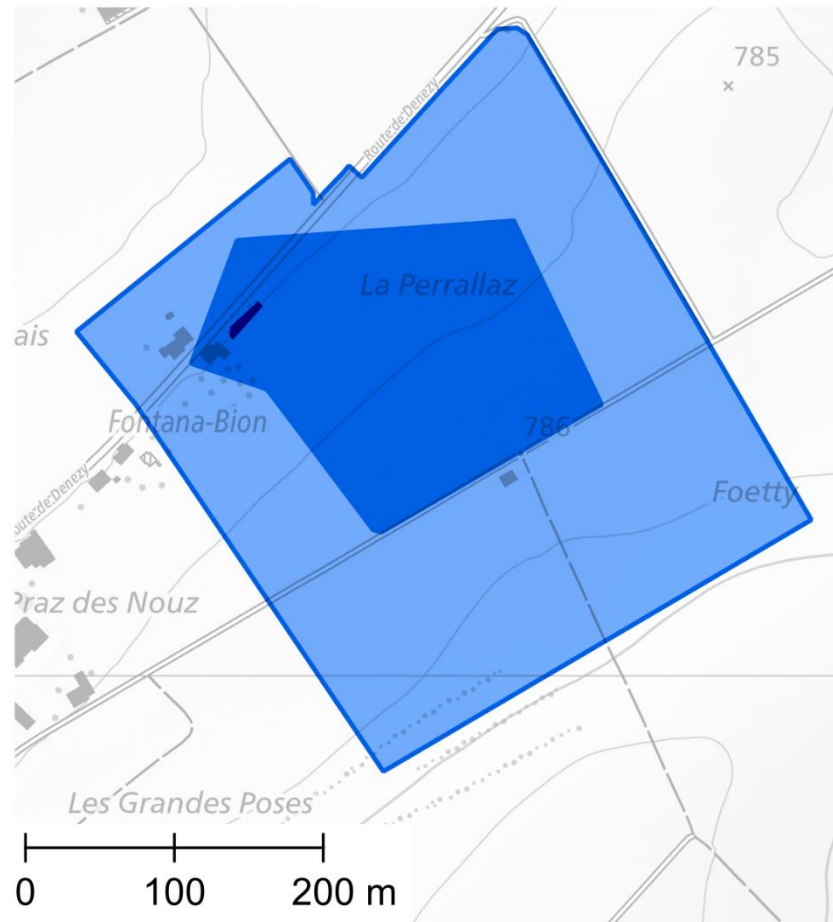 785
Route de Denezy
La Perrallaz
ais
Fontana-Bion
786
Foetty
oute de Denezy
Praz des Nouz
Les Grandes Poses
0 100 200 m